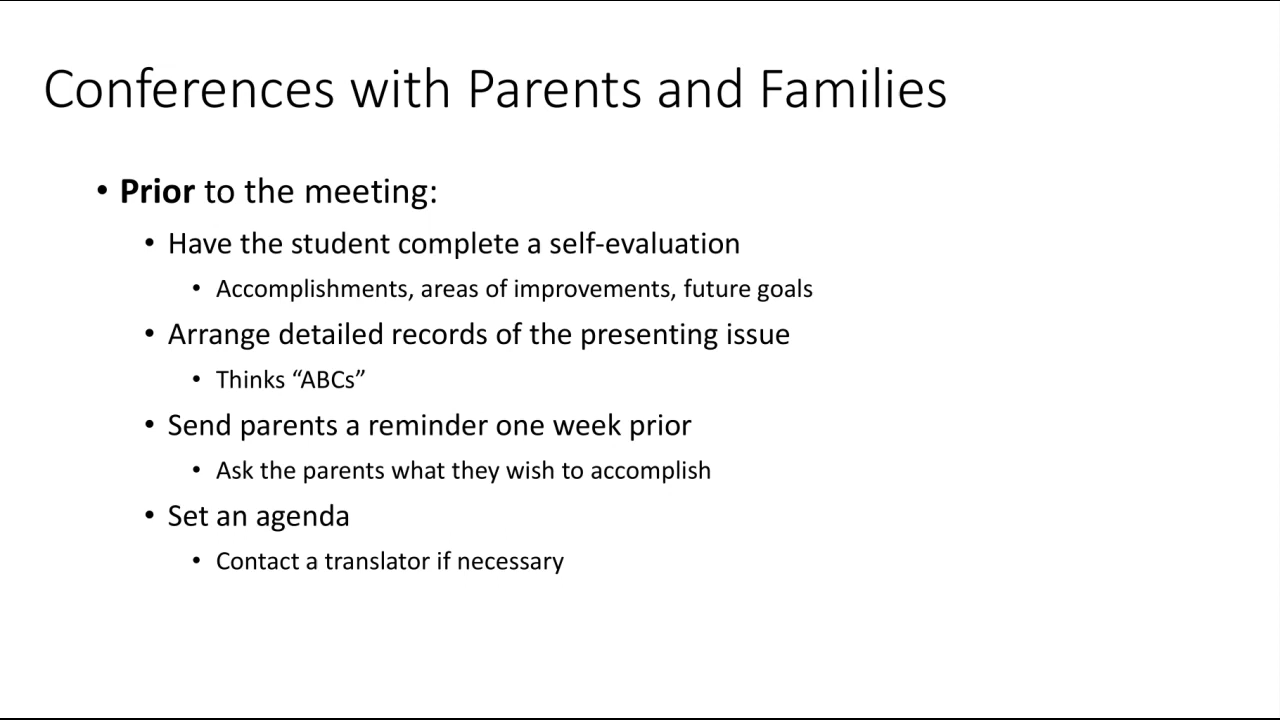 Conferences with Parents and Families
• Prior to the meeting:
• Have the student complete a self-evaluation
• Accomplishments, areas of improvements, future goals
• Arrange detailed records of the presenting issue
• Thinks “ABCs”
• Send parents a reminder one week prior
• Ask the parents what they wish to accomplish
• Set an agenda
• Contact a translator if necessary